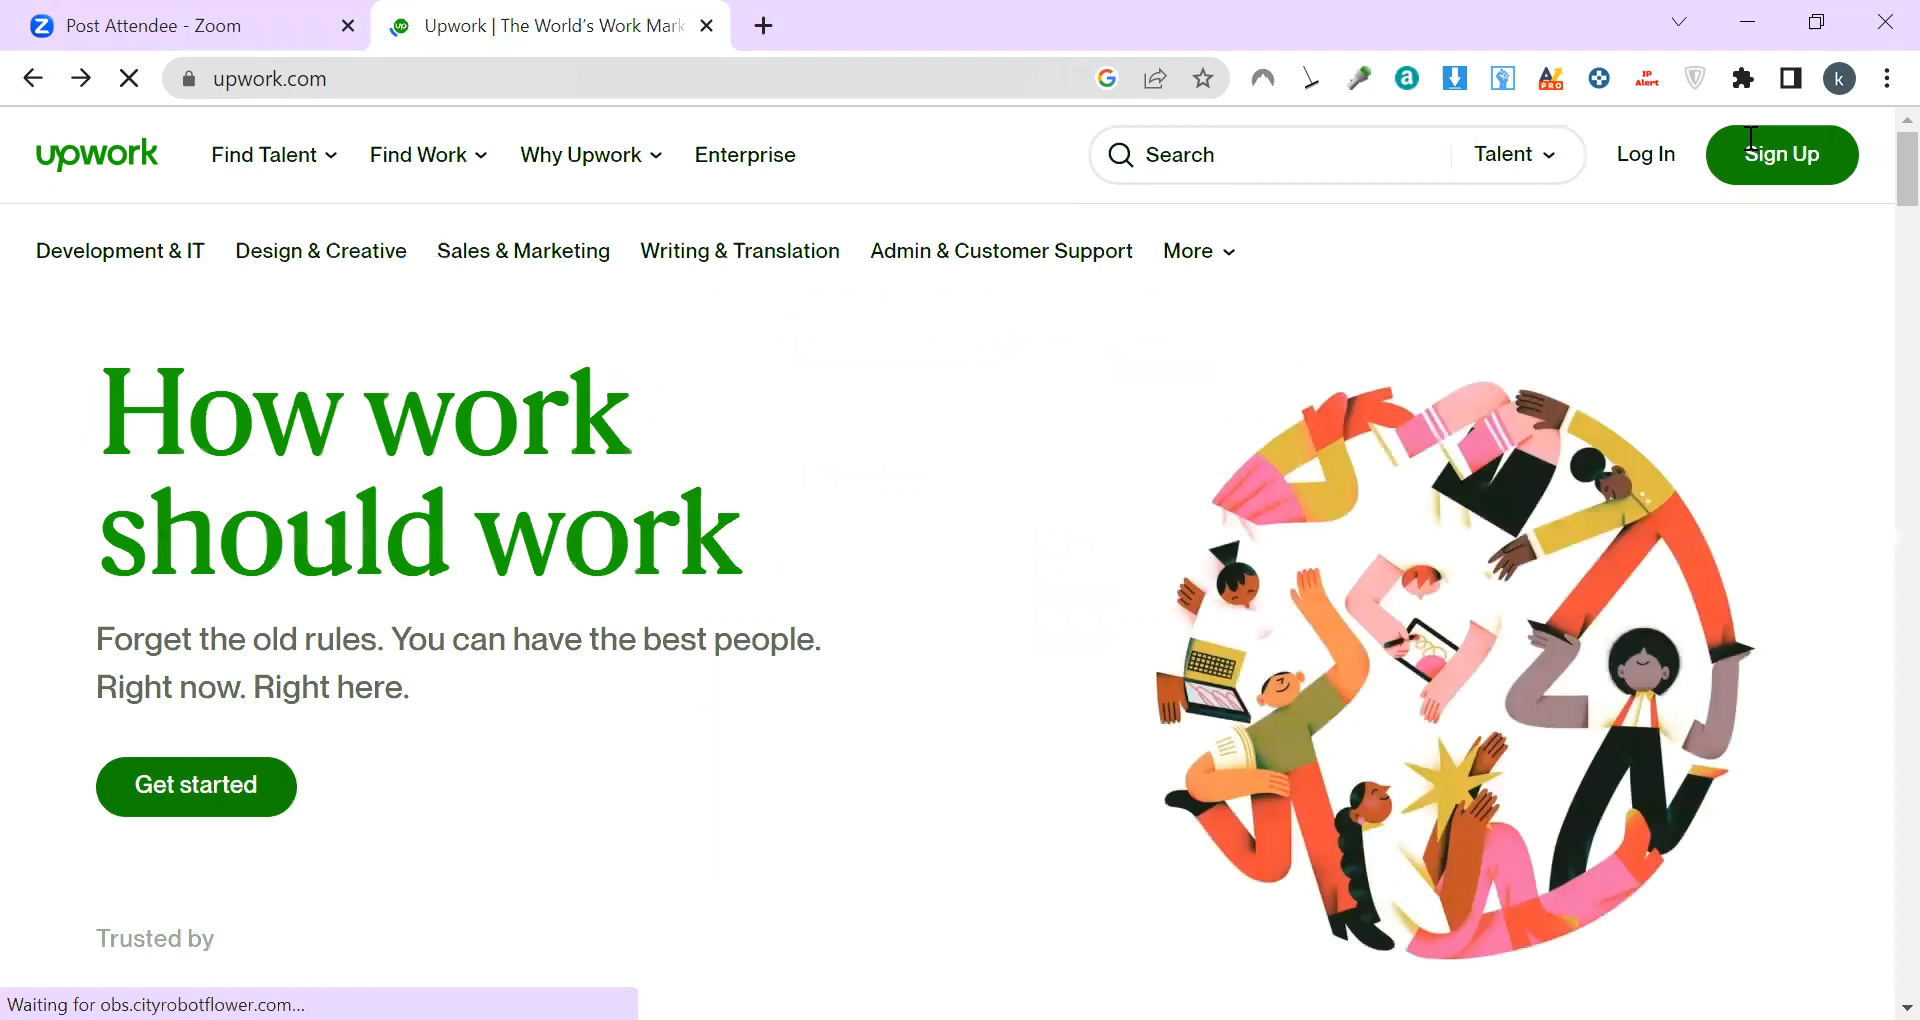 Post Attendee - Zoom
Upwork | The World's Work Mark
upwork.com
PRO
IP
Alert
k
upwork
Find Talent
Find Work
Why Upwork
Enterprise
Search
Talent
Log In
Sign Up
Development & IT
Design & Creative
Sales & Marketing
Writing & Translation
Admin & Customer Support
More
How work
should work
Forget the old rules. You can have the best people.
Right now. Right here.
Get started
Trusted by
Waiting for obs.cityrobotflower.com...